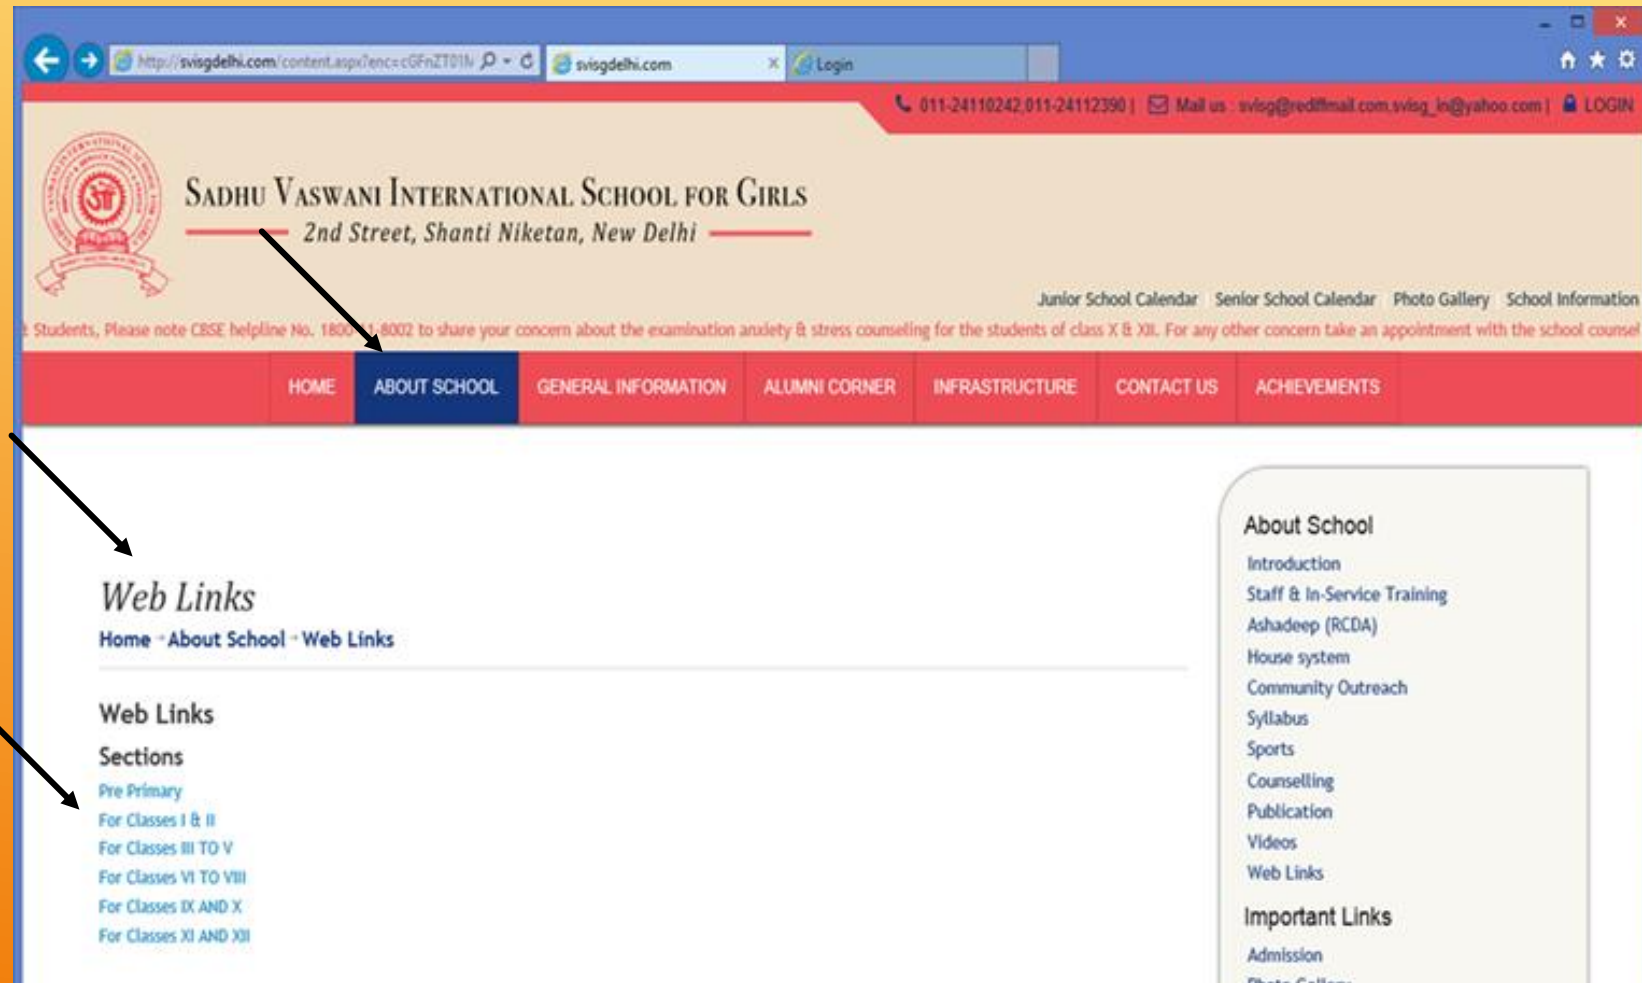 http://svisgdelhi.com/content.aspx?enc=cGFnZT01N
svisgdelhi.com
Login
011-24110242,011-24112390 | Mail us : svisg@rediffmail.com,svisg_in@yahoo.com | LOGIN
SADHU VASWANI INTERNATIONAL SCHOOL FOR GIRLS
2nd Street, Shanti Niketan, New Delhi
Junior School Calendar Senior School Calendar Photo Gallery School Information
Students, Please note CBSE helpline No. 1800-11-8002 to share your concern about the examination anxiety & stress counseling for the students of class X & XII. For any other concern take an appointment with the school counsel
HOME ABOUT SCHOOL GENERAL INFORMATION ALUMNI CORNER INFRASTRUCTURE CONTACT US ACHIEVEMENTS
Web Links
Home About School Web Links
Web Links
Sections
Pre Primary
For Classes I & II
For Classes III TO V
For Classes VI TO VIII
For Classes IX AND X
For Classes XI AND XII
About School
Introduction
Staff & In-Service Training
Ashadeep (RCDA)
House system
Community Outreach
Syllabus
Sports
Counselling
Publication
Videos
Web Links
Important Links
Admission
Photo Gallery